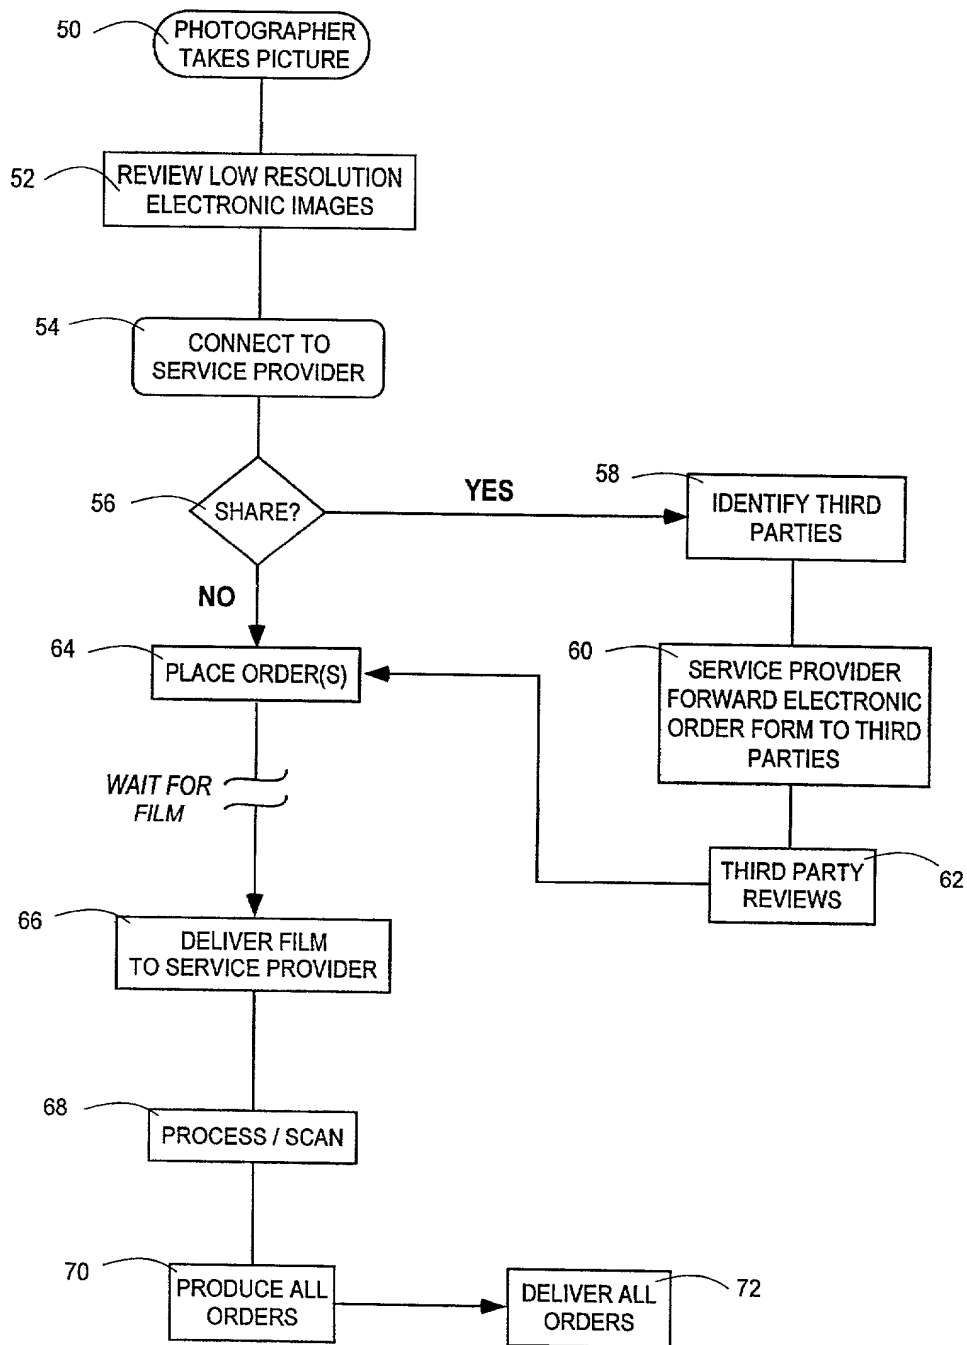 50
PHOTOGRAPHER
TAKES PICTURE
52
REVIEW LOW RESOLUTION
ELECTRONIC IMAGES
54
CONNECT TO
SERVICE PROVIDER
56
SHARE?
YES
NO
58
IDENTIFY THIRD
PARTIES
60
SERVICE PROVIDER
FORWARD ELECTRONIC
ORDER FORM TO THIRD
PARTIES
62
THIRD PARTY
REVIEWS
64
PLACE ORDER(S)
WAIT FOR
FILM
66
DELIVER FILM
TO SERVICE PROVIDER
68
PROCESS / SCAN
70
PRODUCE ALL
ORDERS
72
DELIVER ALL
ORDERS